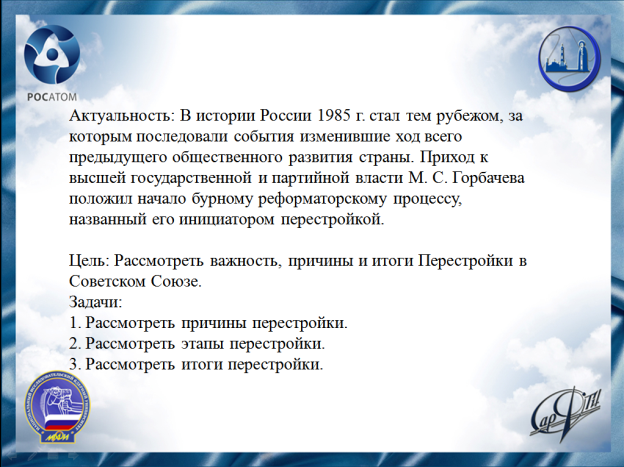 РОСАТОМ
Актуальность: В истории России 1985 г. стал тем рубежом, за
которым последовали события изменившие ход всего
предыдущего общественного развития страны. Приход к
высшей государственной и партийной власти М. С. Горбачева
положил начало бурному реформаторскому процессу,
названный его инициатором перестройкой.
Цель: Рассмотреть важность, причины и итоги Перестройки в
Советском Союзе.
Задачи:
1. Рассмотреть причины перестройки.
2. Рассмотреть этапы перестройки.
3. Рассмотреть итоги перестройки.
МИФИ
СарФТИ